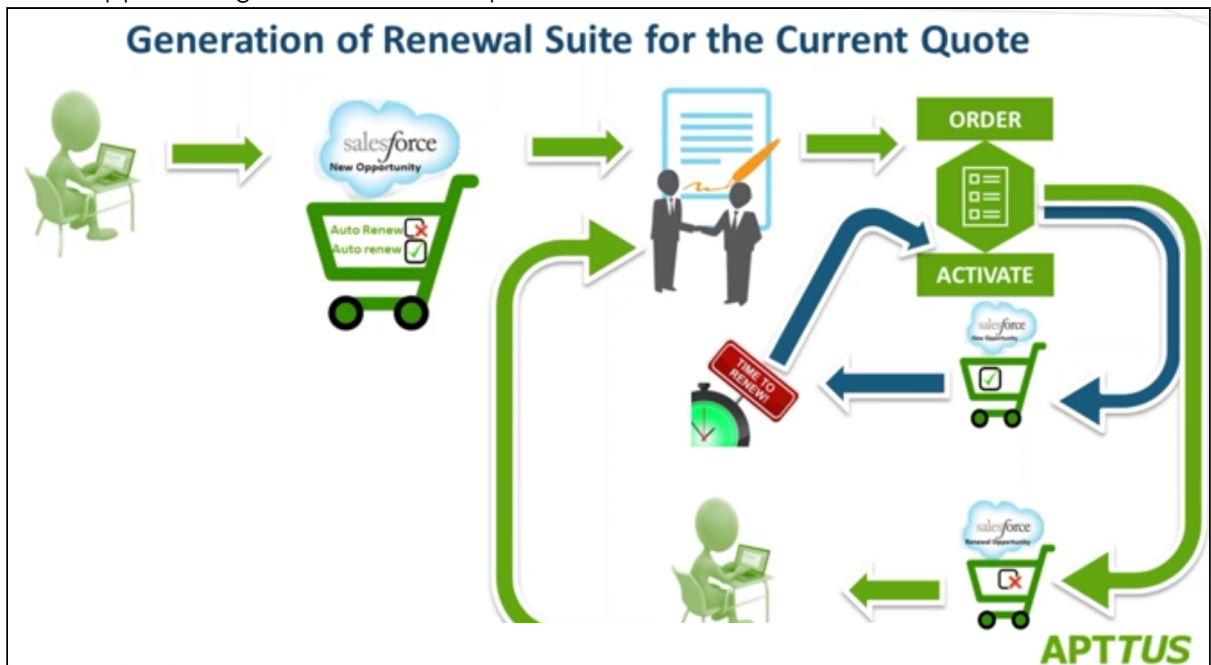 Generation of Renewal Suite for the Current Quote
salesforce
New Opportunity
Auto Renew
Auto renew
ORDER
ACTIVATE
TIME TO
RENEW!
salesforce
New Opportunity
salesforce
Renewal Opportunity
APTTUS